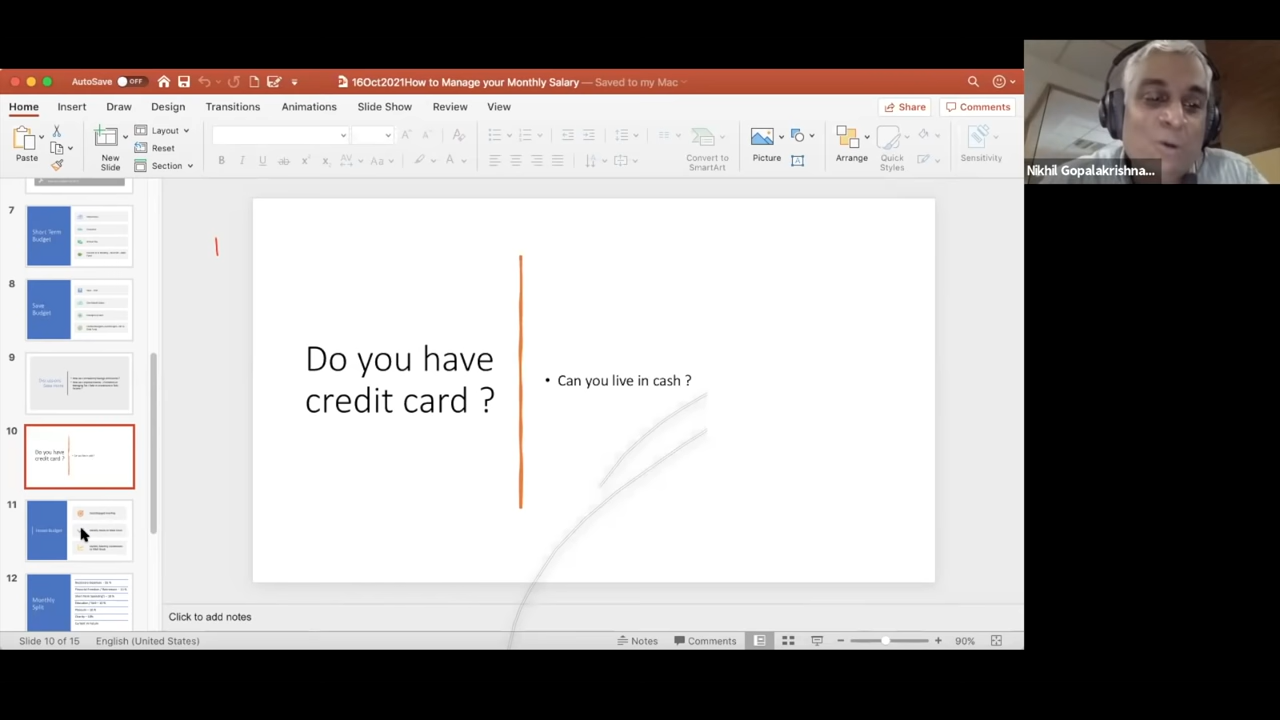 AutoSave OFF
16Oct2021How to Manage your Monthly Salary — Saved to my Mac
Home Insert Draw Design Transitions Animations Slide Show Review View
Share Comments
Paste
New Slide
Layout
Reset
Section
Convert to SmartArt
Picture
Arrange
Quick Styles
Sensitivity
Nikhil Gopalakrishna...
7
Short Term
Budget
8
Save
Budget
9
10
Do you have
credit card ?
11
12
Monthly
Split
Do you have
credit card ?
• Can you live in cash ?
Click to add notes
Slide 10 of 15 English (United States) Notes Comments 90%